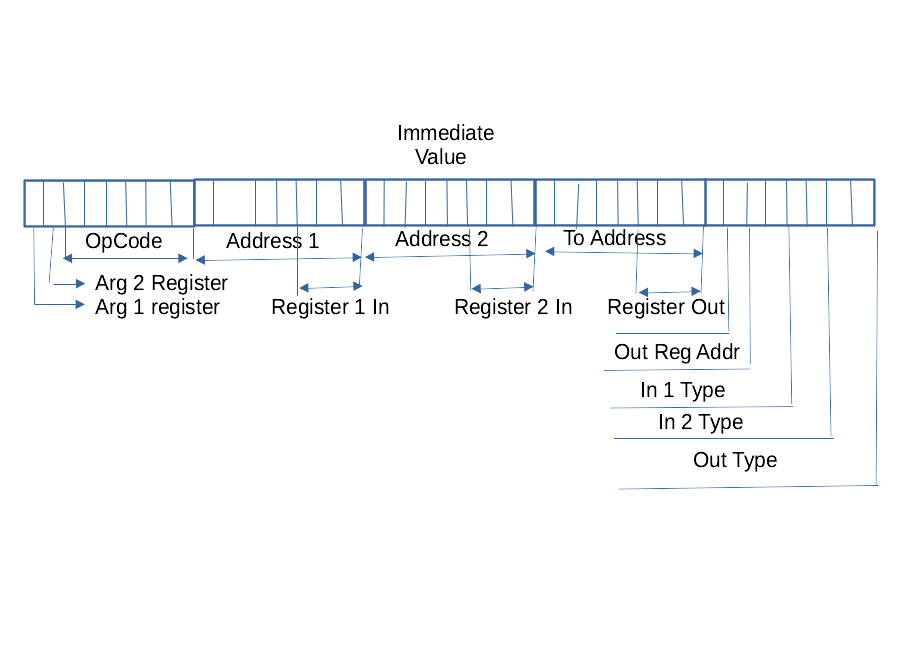 Immediate
Value
OpCode
Address 1
Address 2
To Address
Arg 2 Register
Arg 1 register
Register 1 In
Register 2 In
Register Out
Out Reg Addr
In 1 Type
In 2 Type
Out Type